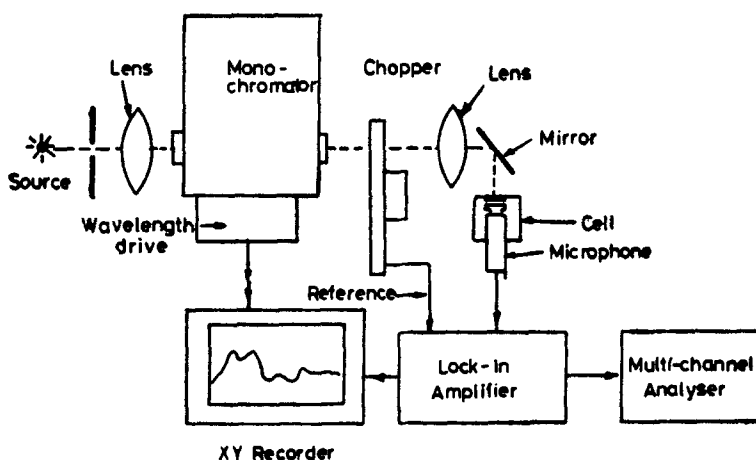 Lens
Mono-
chromator
Chopper
Lens
Mirror
Source
Wavelength
drive
Cell
Microphone
Reference
Lock-In
Amplifier
Multi-channel
Analyser
XY Recorder